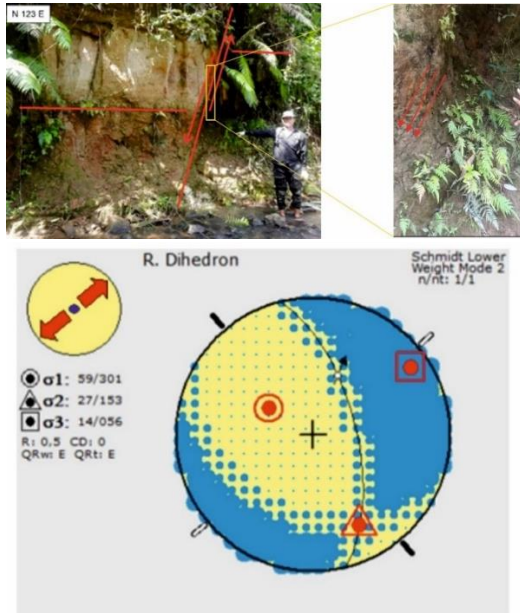 N 123 E
R. Dihedron
Schmidt Lower
Weight Mode 2
n/nt: 1/1
σ1: 59/301
σ2: 27/153
σ3: 14/056
R: 0,5 CD: 0
QRw: E QRt: E